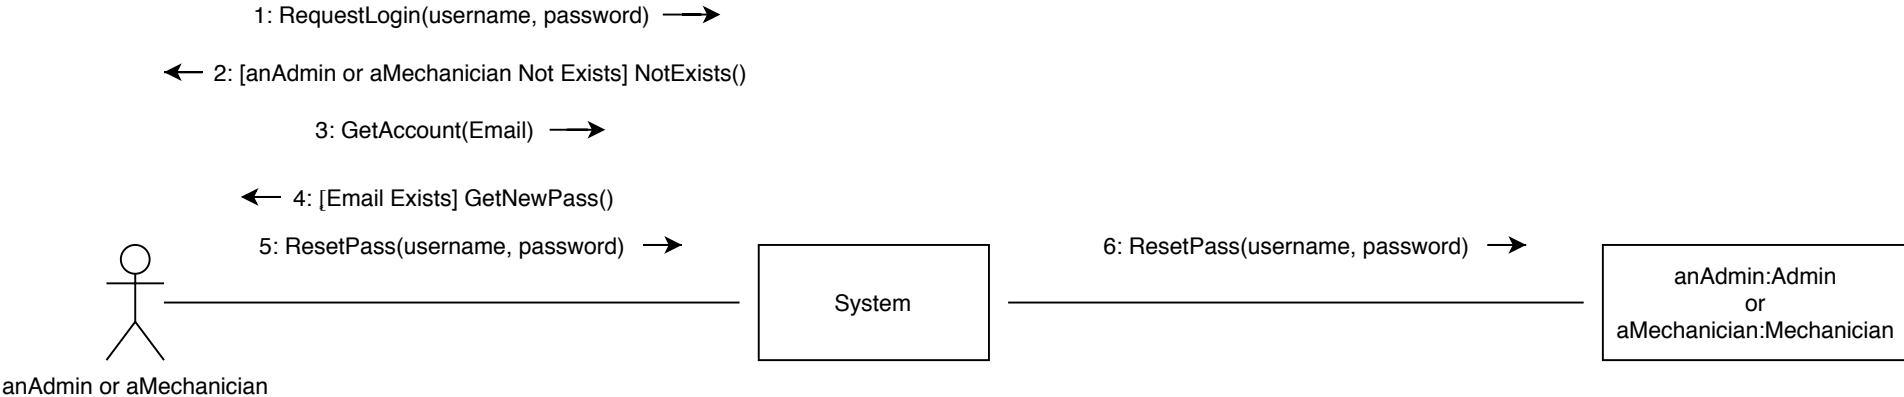 1: RequestLogin(username, password)
2: [anAdmin or aMechanician Not Exists] NotExists()
3: GetAccount(Email)
4: [Email Exists] GetNewPass()
5: ResetPass(username, password)
6: ResetPass(username, password)
System
anAdmin:Admin
or
aMechanician:Mechanician
anAdmin or aMechanician